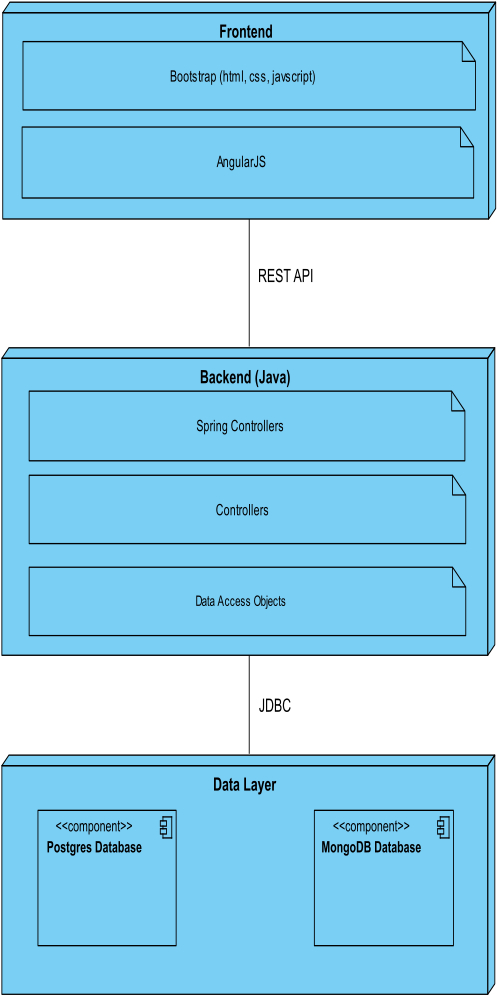 Frontend
Bootstrap (html, css, javscript)
AngularJS
REST API
Backend (Java)
Spring Controllers
Controllers
Data Access Objects
JDBC
Data Layer
<<component>>
Postgres Database
<<component>>
MongoDB Database